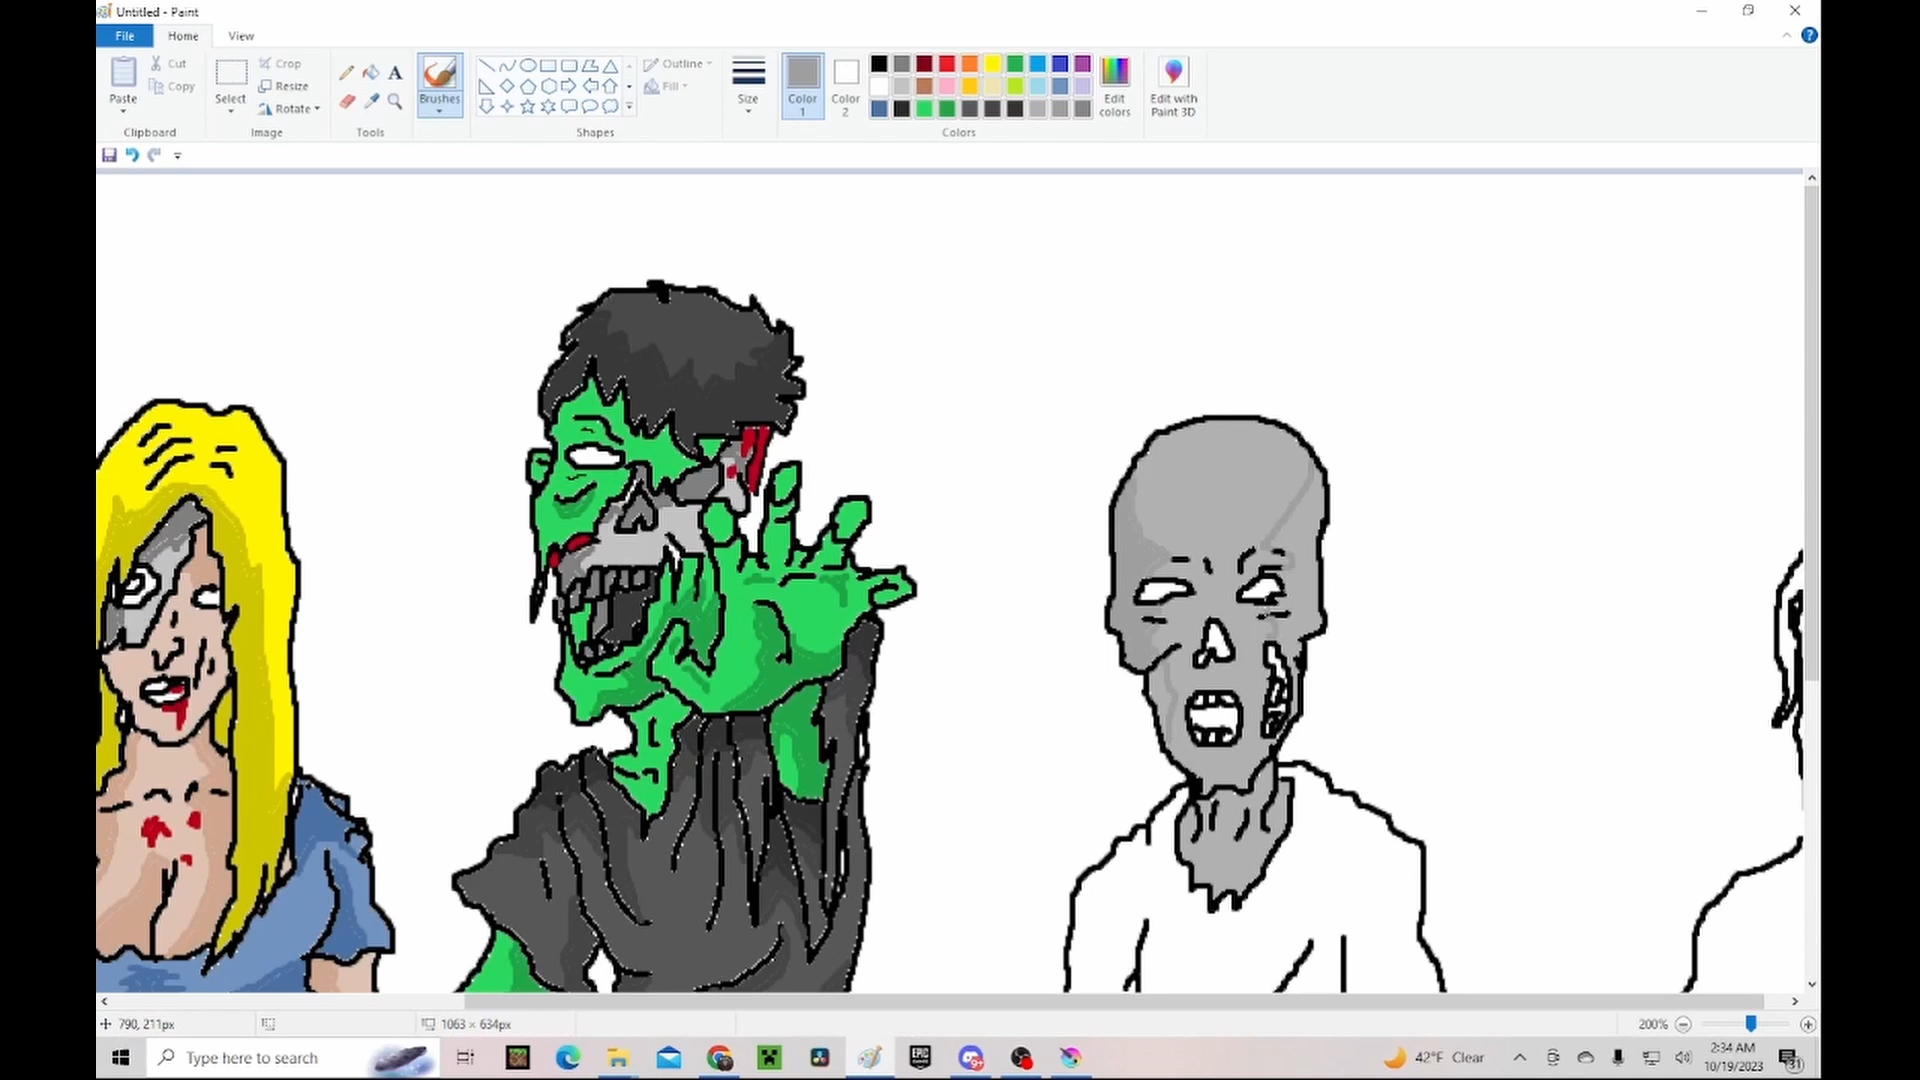 Untitled - Paint
File Home View
Paste
Cut
Copy
Clipboard
Select
Crop
Resize
Rotate
Image
A
Tools
Brushes
Outline
Fill
Shapes
Size
Color 1
Color 2
Edit colors
Edit with Paint 3D
Colors
790, 211px
1063 × 634px
200%
Type here to search
EPIC
42°F Clear
2:34 AM
10/19/2023
31